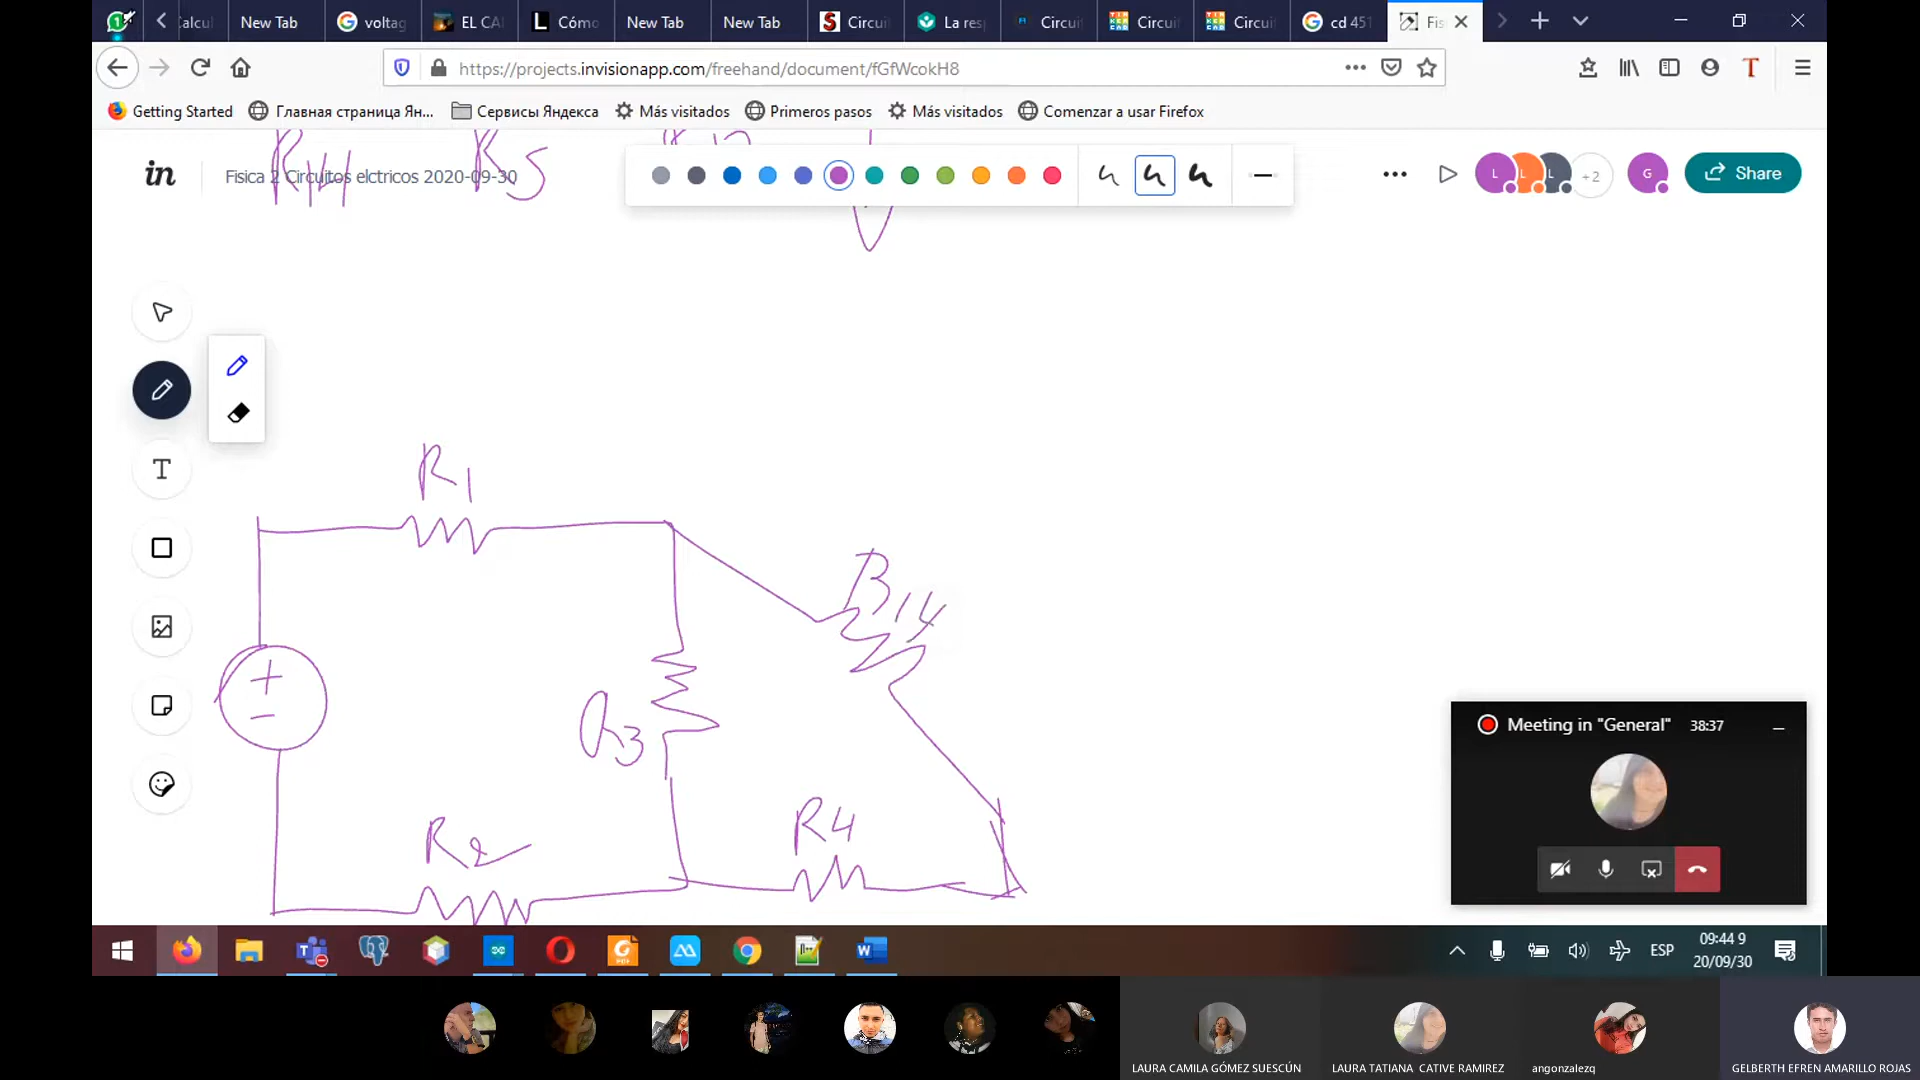 1
Calcul
New Tab
voltag
EL CA
Cómo
New Tab
New Tab
Circui
La res
Circui
Circui
Circui
cd 451
Fis
https://projects.invisionapp.com/freehand/document/fGfWcokH8
Getting Started
Главная страница Ян...
Сервисы Яндекса
Más visitados
Primeros pasos
Más visitados
Comenzar a usar Firefox
in
Fisica 2 Circuitos elctricos 2020-09-30
R14
R5
L
L
L
+2
G
Share
T
R1
R14
+
-
R3
R4
R2
Meeting in "General"
38:37
ESP
09:44 9
20/09/30
LAURA CAMILA GÓMEZ SUESCÚN
LAURA TATIANA CATIVE RAMIREZ
angonzalezq
GELBERTH EFREN AMARILLO ROJAS